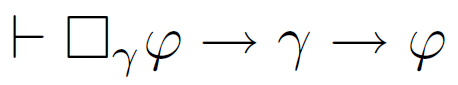 ⊢ □_γ φ → γ → φ